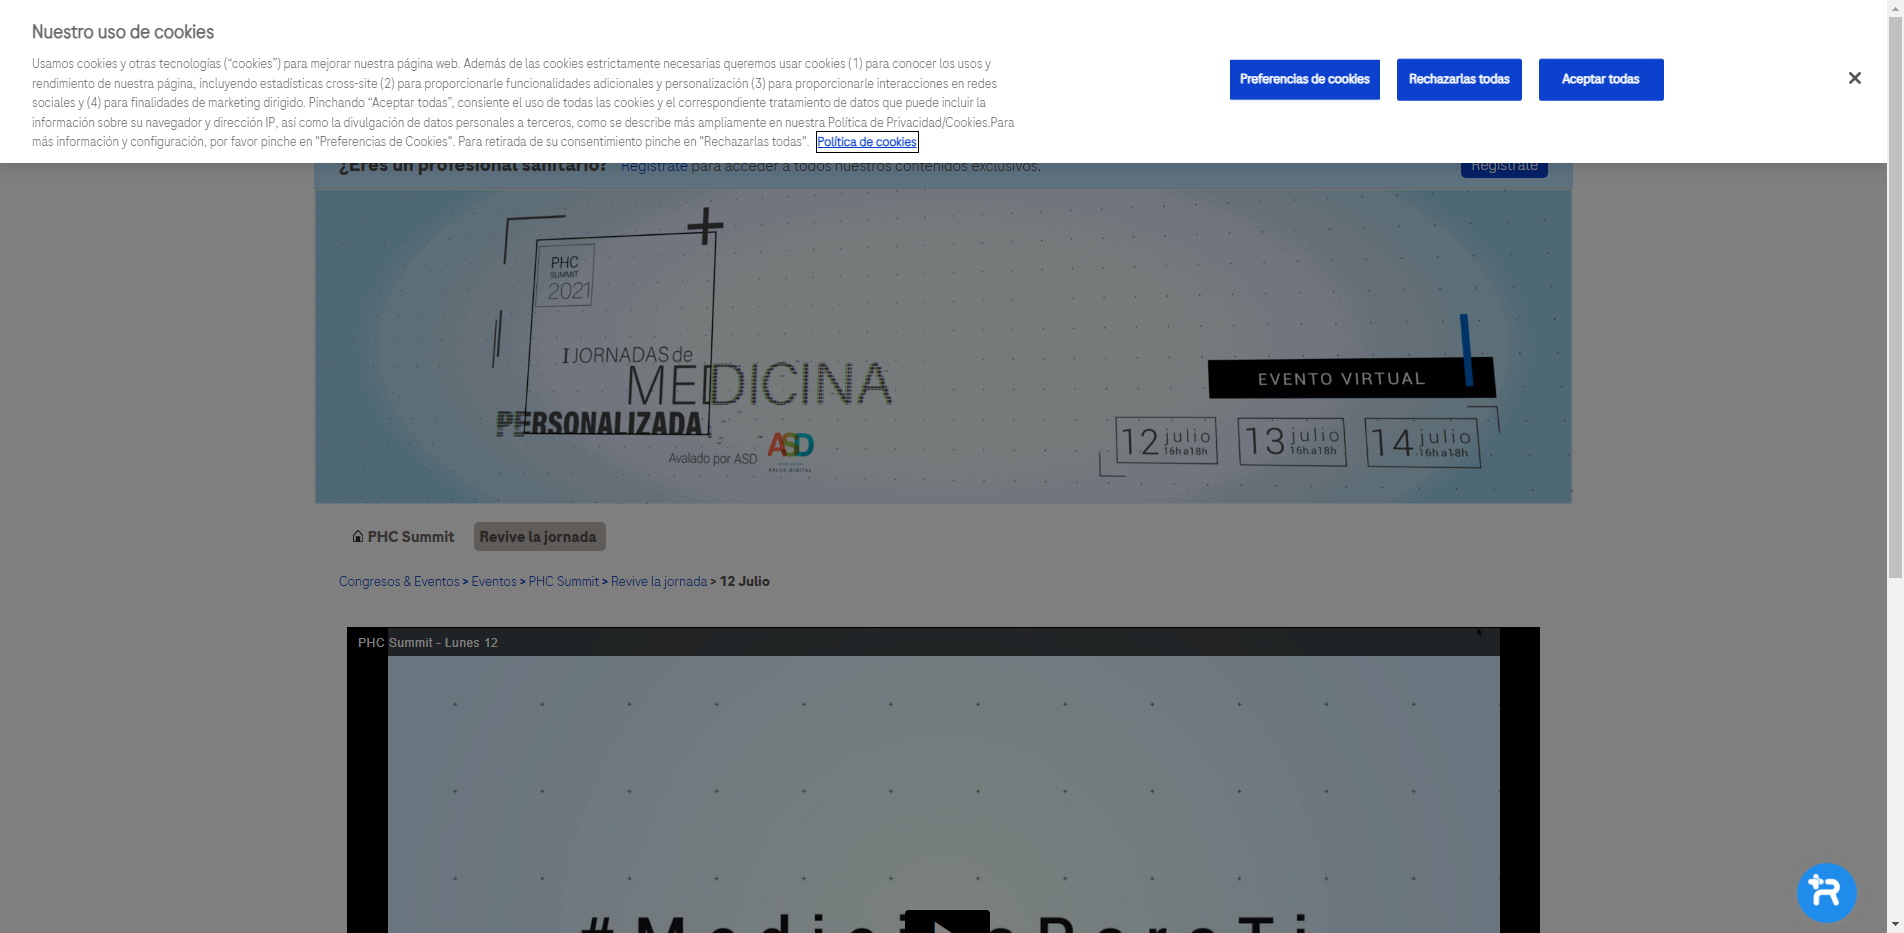 Nuestro uso de cookies
Usamos cookies y otras tecnologías (“cookies”) para mejorar nuestra página web. Además de las cookies estrictamente necesarias queremos usar cookies (1) para conocer los usos y
rendimiento de nuestra página, incluyendo estadísticas cross-site (2) para proporcionarle funcionalidades adicionales y personalización (3) para proporcionarle interacciones en redes
sociales y (4) para finalidades de marketing dirigido. Pinchando “Aceptar todas”, consiente el uso de todas las cookies y el correspondiente tratamiento de datos que puede incluir la
información sobre su navegador y dirección IP, así como la divulgación de datos personales a terceros, como se describe más ampliamente en nuestra Política de Privacidad/Cookies.Para
más información y configuración, por favor pinche en "Preferencias de Cookies". Para retirada de su consentimiento pinche en "Rechazarlas todas". Política de cookies
Preferencias de cookies
Rechazarlas todas
Aceptar todas
¿Eres un profesional sanitario? Regístrate para acceder a todos nuestros contenidos exclusivos.
Regístrate
PHC
SUMMIT
2021
I JORNADAS de
MEDICINA
PERSONALIZADA
Avalado por ASD
ASD
SALUD DIGITAL
EVENTO VIRTUAL
12 julio
16h a 18h
13 julio
16h a 18h
14 julio
16h a 18h
PHC Summit
Revive la jornada
Congresos & Eventos > Eventos > PHC Summit > Revive la jornada > 12 Julio
PHC Summit - Lunes 12